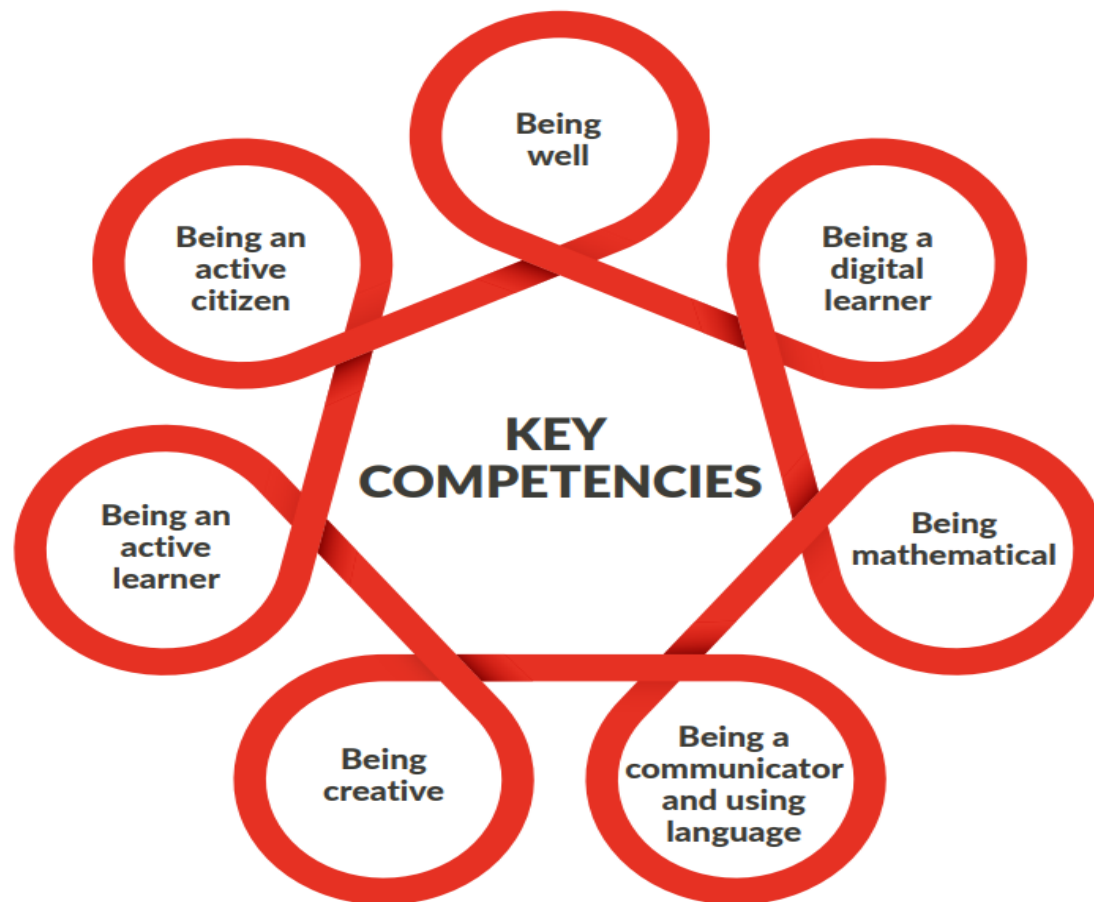 Being
well
Being a
digital
learner
Being
mathematical
Being a
communicator
and using
language
Being
creative
Being an
active
learner
Being an
active
citizen
KEY
COMPETENCIES